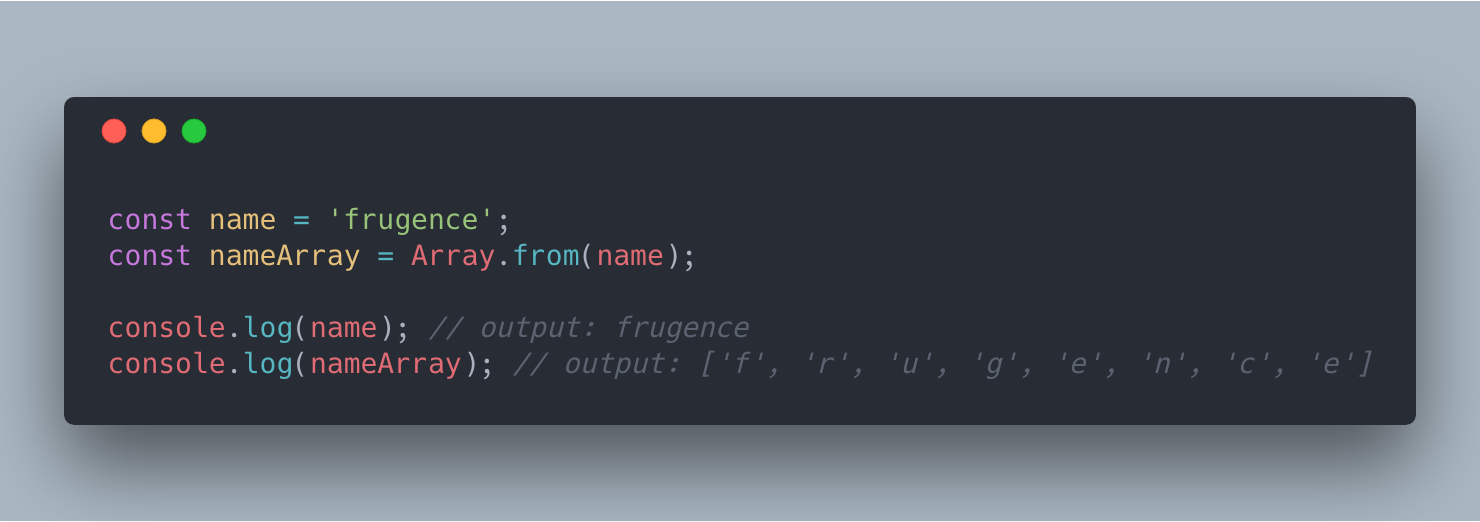 const name = 'frugence';
const nameArray = Array.from(name);
console.log(name); // output: frugence
console.log(nameArray); // output: ['f', 'r', 'u', 'g', 'e', 'n', 'c', 'e']